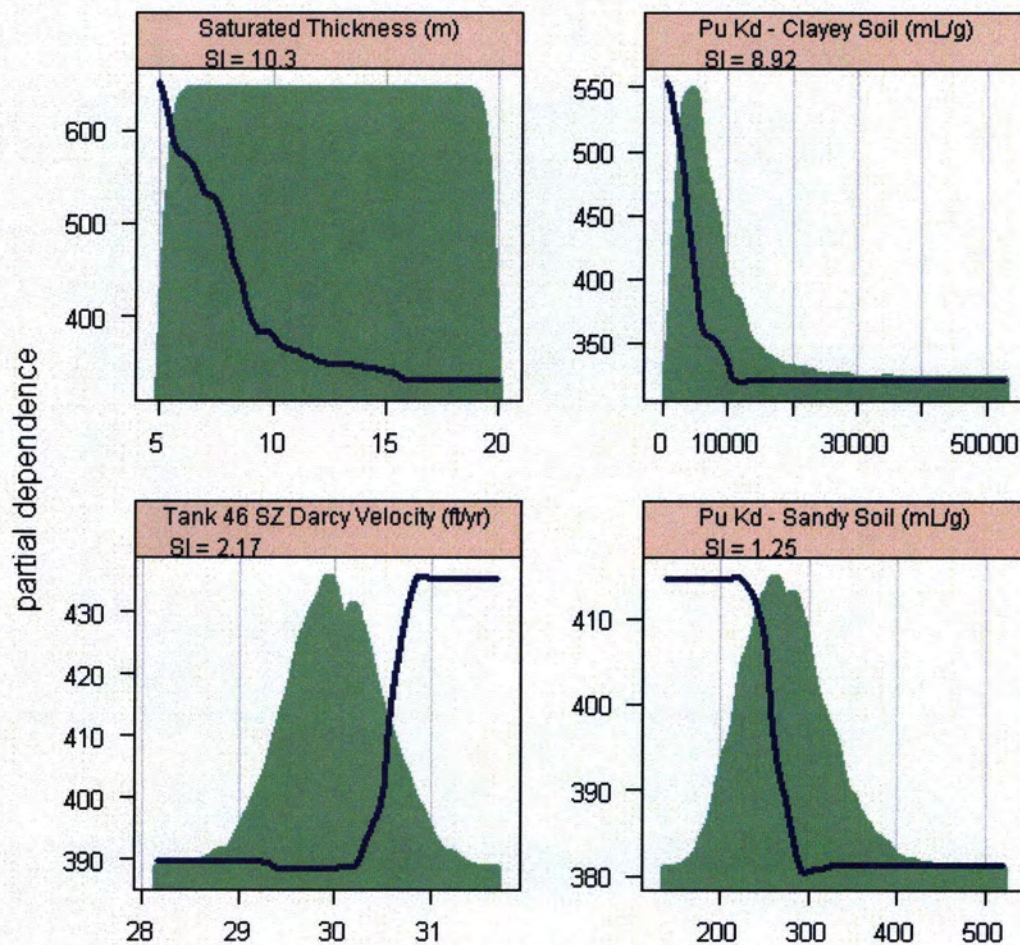 Saturated Thickness (m)
SI = 10.3
600
500
400
5 10 15 20
Pu Kd - Clayey Soil (mL/g)
SI = 8.92
550
500
450
400
350
0 10000 30000 50000
partial dependence
Tank 46 SZ Darcy Velocity (ft/yr)
SI = 2.17
430
420
410
400
390
28 29 30 31
Pu Kd - Sandy Soil (mL/g)
SI = 1.25
410
400
390
380
200 300 400 500